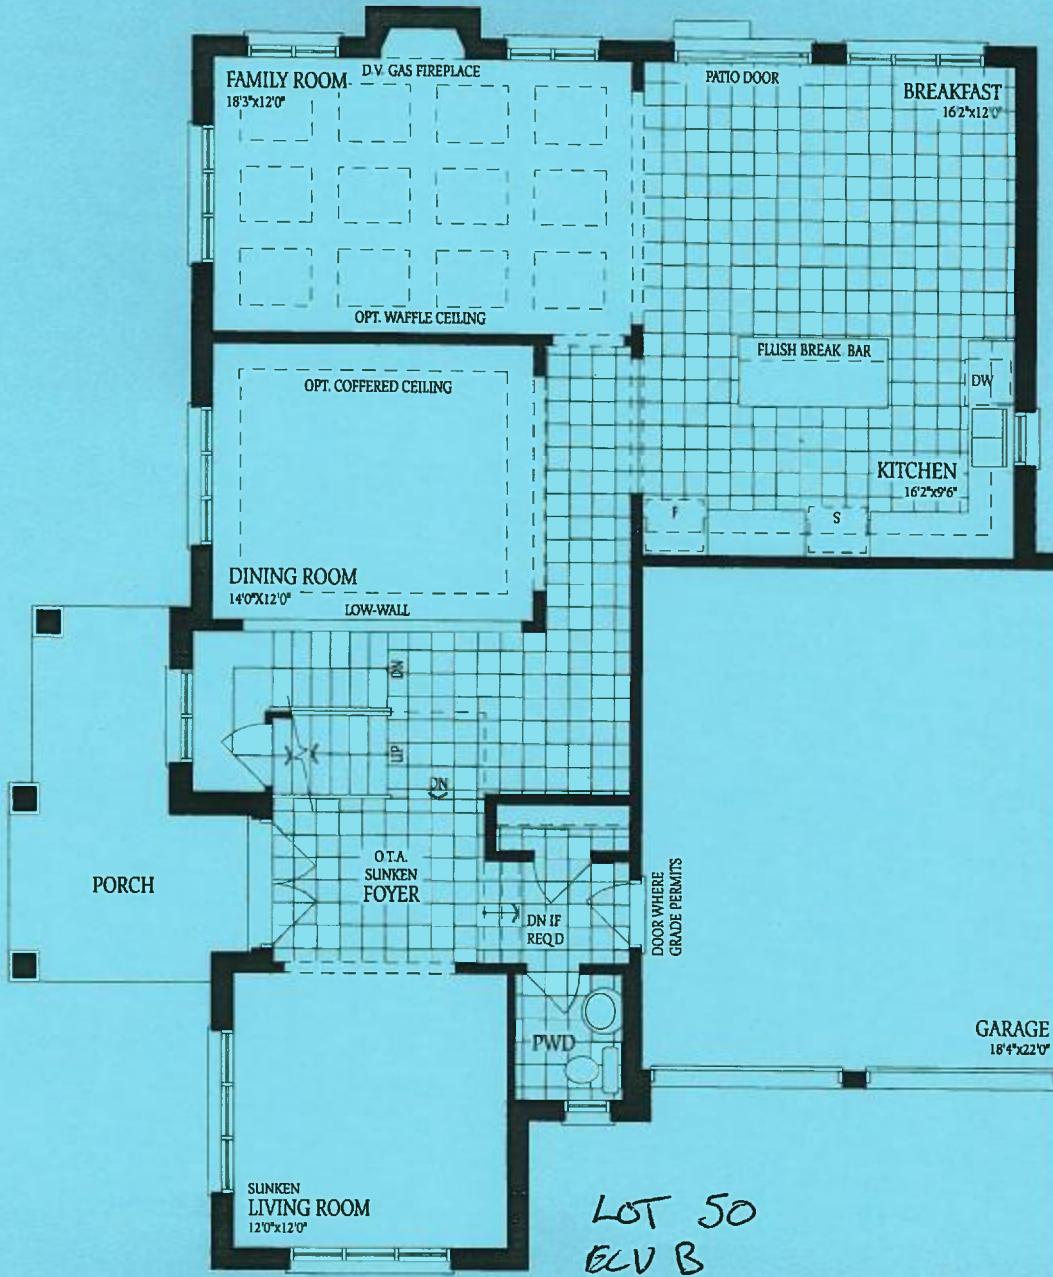 FAMILY ROOM
18'3"x12'0"
D.V. GAS FIREPLACE
PATIO DOOR
BREAKFAST
16'2"x12'0"
OPT. WAFFLE CEILING
FLUSH BREAK BAR
DW
OPT. COFFERED CEILING
KITCHEN
16'2"x9'6"
F
S
DINING ROOM
14'0"X12'0"
LOW-WALL
DN
UP
DN
O.T.A.
SUNKEN
FOYER
PORCH
DN IF
REQ'D
DOOR WHERE
GRADE PERMITS
PWD
GARAGE
18'4"x22'0"
SUNKEN
LIVING ROOM
12'0"x12'0"
LOT 50
ELV B